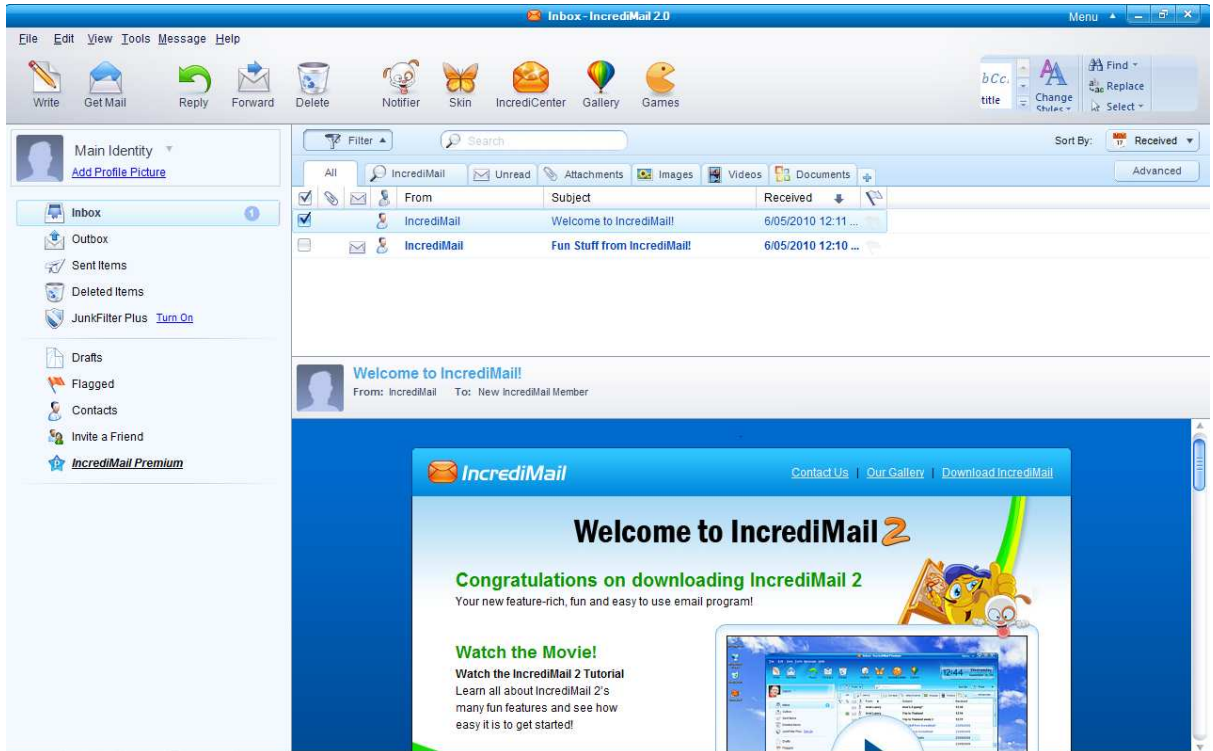 Inbox - IncrediMail 2.0 Menu
File Edit View Tools Message Help
Write Get Mail Reply Forward Delete Notifier Skin IncrediCenter Gallery Games
bCc. title Change Styles Find Replace Select
Main Identity
Add Profile Picture
Inbox 1
Outbox
Sent Items
Deleted Items
JunkFilter Plus Turn On
Drafts
Flagged
Contacts
Invite a Friend
IncrediMail Premium
Filter Search Sort By: Received
All IncrediMail Unread Attachments Images Videos Documents Advanced
From Subject Received
IncrediMail Welcome to IncrediMail! 6/05/2010 12:11 ...
IncrediMail Fun Stuff from IncrediMail! 6/05/2010 12:10 ...
Welcome to IncrediMail!
From: IncrediMail To: New IncrediMail Member
IncrediMail Contact Us | Our Gallery | Download IncrediMail
Welcome to IncrediMail 2
Congratulations on downloading IncrediMail 2
Your new feature-rich, fun and easy to use email program!
Watch the Movie!
Watch the IncrediMail 2 Tutorial
Learn all about IncrediMail 2's
many fun features and see how
easy it is to get started!
12:44